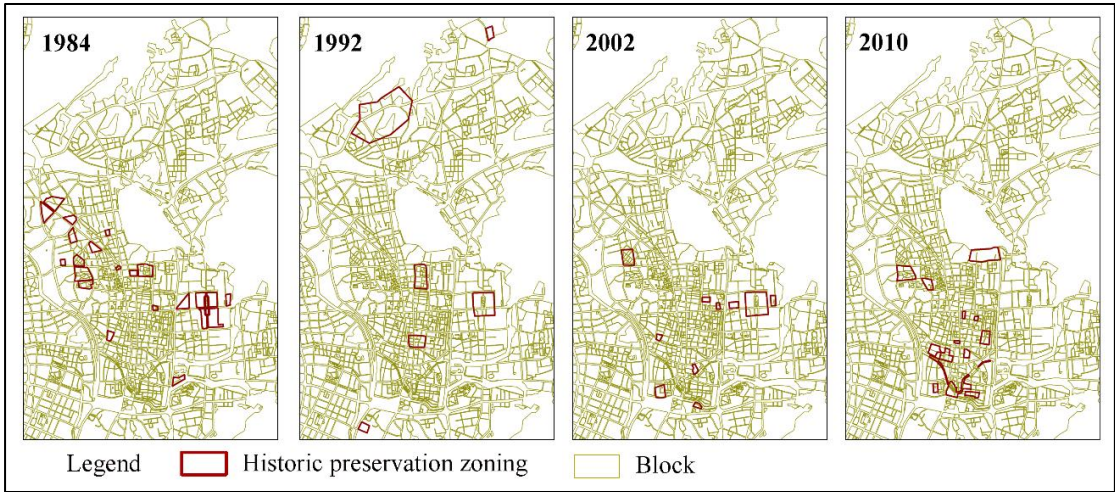 1984
1992
2002
2010
Legend
Historic preservation zoning
Block